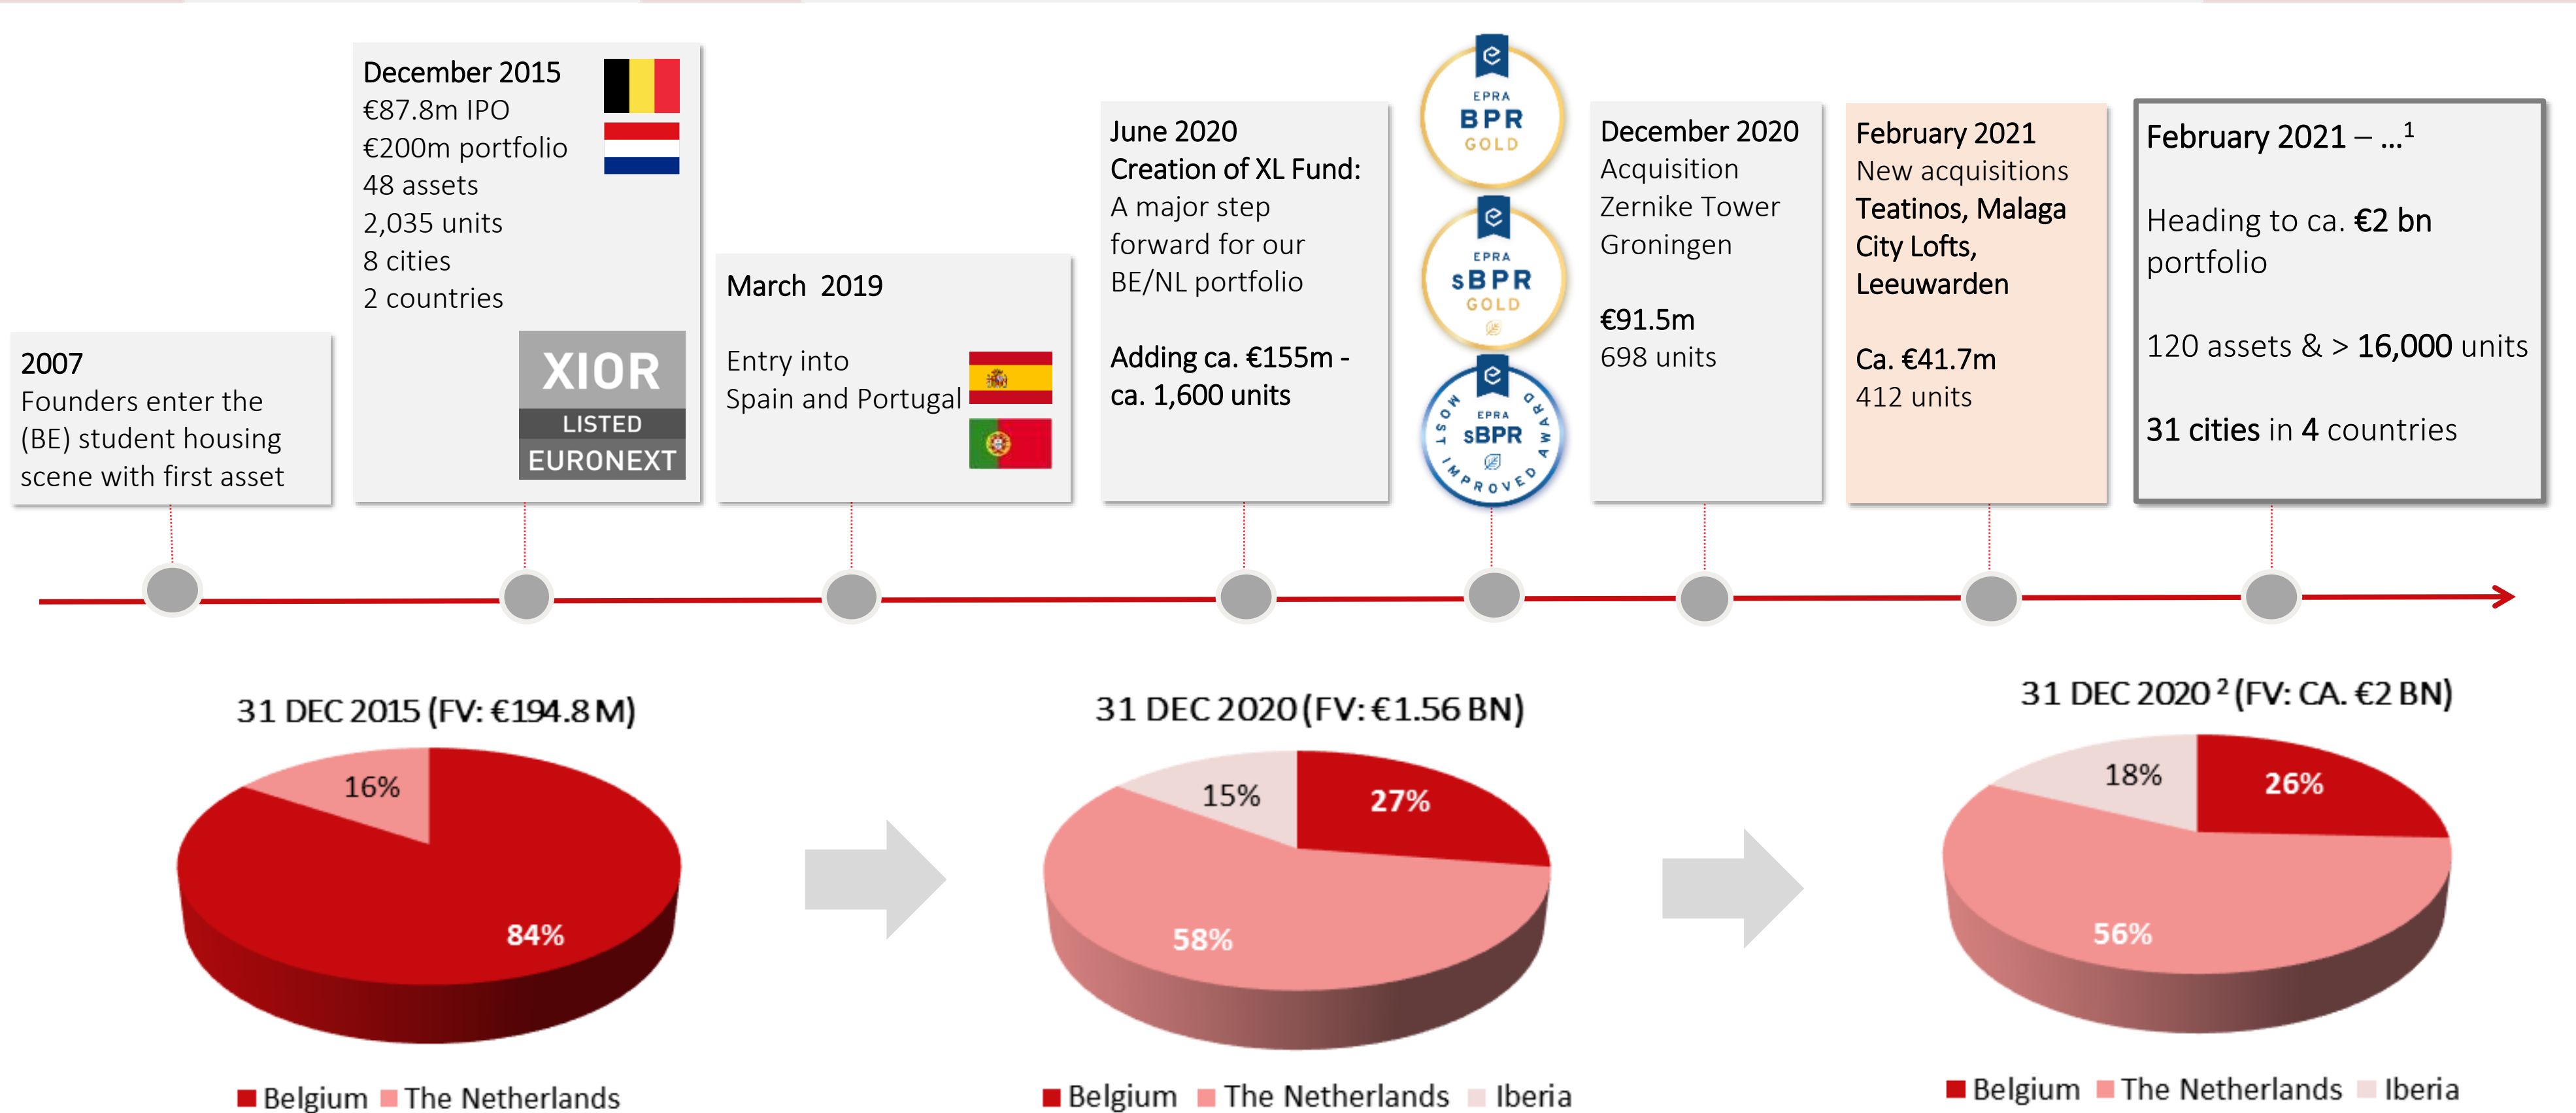 2007
Founders enter the
(BE) student housing
scene with first asset
December 2015
€87.8m IPO
€200m portfolio
48 assets
2,035 units
8 cities
2 countries
XIOR
LISTED
EURONEXT
March 2019
Entry into
Spain and Portugal
June 2020
Creation of XL Fund:
A major step
forward for our
BE/NL portfolio
Adding ca. €155m -
ca. 1,600 units
EPRA
BPR
GOLD
EPRA
sBPR
GOLD
EPRA
sBPR
MOST IMPROVED AWARD
December 2020
Acquisition
Zernike Tower
Groningen
€91.5m
698 units
February 2021
New acquisitions
Teatinos, Malaga
City Lofts,
Leeuwarden
Ca. €41.7m
412 units
February 2021 – ...¹
Heading to ca. €2 bn
portfolio
120 assets & > 16,000 units
31 cities in 4 countries
31 DEC 2015 (FV: €194.8 M)
16%
84%
Belgium The Netherlands
31 DEC 2020 (FV: €1.56 BN)
15%
27%
58%
Belgium The Netherlands Iberia
31 DEC 2020 ² (FV: CA. €2 BN)
18%
26%
56%
Belgium The Netherlands Iberia